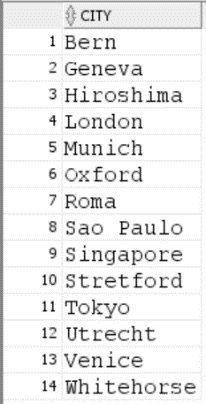 CITY
1 Bern
2 Geneva
3 Hiroshima
4 London
5 Munich
6 Oxford
7 Roma
8 Sao Paulo
9 Singapore
10 Stretford
11 Tokyo
12 Utrecht
13 Venice
14 Whitehorse